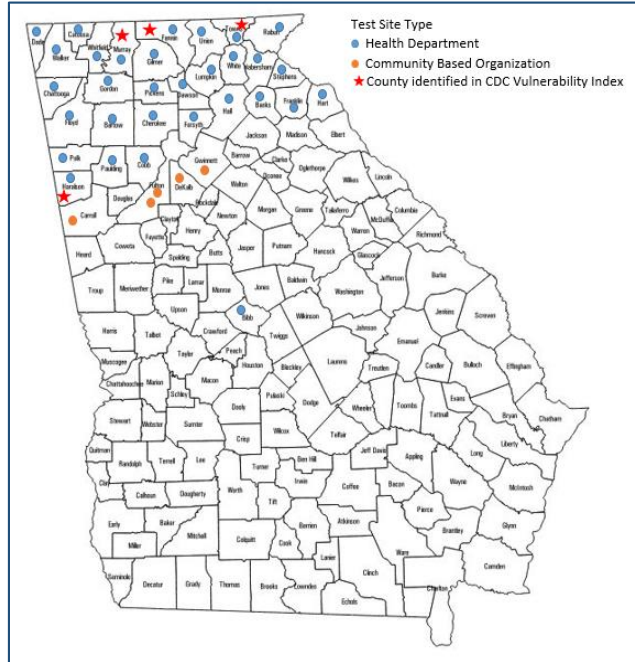 Test Site Type
Health Department
Community Based Organization
County identified in CDC Vulnerability Index
Dade
Catoosa
Walker
Whitfield
Murray
Fannin
Gilmer
Union
Towns
Rabun
White
Habersham
Lumpkin
Stephens
Chattooga
Gordon
Pickens
Dawson
Hall
Banks
Franklin
Hart
Floyd
Bartow
Cherokee
Forsyth
Jackson
Madison
Elbert
Polk
Paulding
Cobb
Gwinnett
Barrow
Clarke
Oglethorpe
Oconee
Wilkes
Lincoln
Haralson
Douglas
Fulton
DeKalb
Rockdale
Walton
Carroll
Clayton
Newton
Morgan
Greene
Taliaferro
McDuffie
Columbia
Warren
Richmond
Heard
Coweta
Fayette
Henry
Spalding
Butts
Jasper
Putnam
Hancock
Glascock
Jefferson
Burke
Troup
Meriwether
Pike
Lamar
Monroe
Jones
Baldwin
Washington
Upson
Bibb
Wilkinson
Jenkins
Screven
Harris
Talbot
Crawford
Twiggs
Johnson
Emanuel
Muscogee
Taylor
Peach
Houston
Bleckley
Laurens
Treutlen
Candler
Bulloch
Effingham
Chattahoochee
Marion
Macon
Schley
Pulaski
Dodge
Wheeler
Toombs
Tattnall
Evans
Bryan
Chatham
Stewart
Webster
Sumter
Dooly
Wilcox
Telfair
Crisp
Jeff Davis
Appling
Long
Liberty
Quitman
Randolph
Terrell
Lee
Turner
Ben Hill
Irwin
Coffee
Bacon
Wayne
McIntosh
Clay
Calhoun
Dougherty
Worth
Tift
Pierce
Early
Baker
Mitchell
Colquitt
Berrien
Atkinson
Ware
Brantley
Glynn
Miller
Cook
Lanier
Clinch
Camden
Seminole
Decatur
Grady
Thomas
Brooks
Lowndes
Echols
Charlton